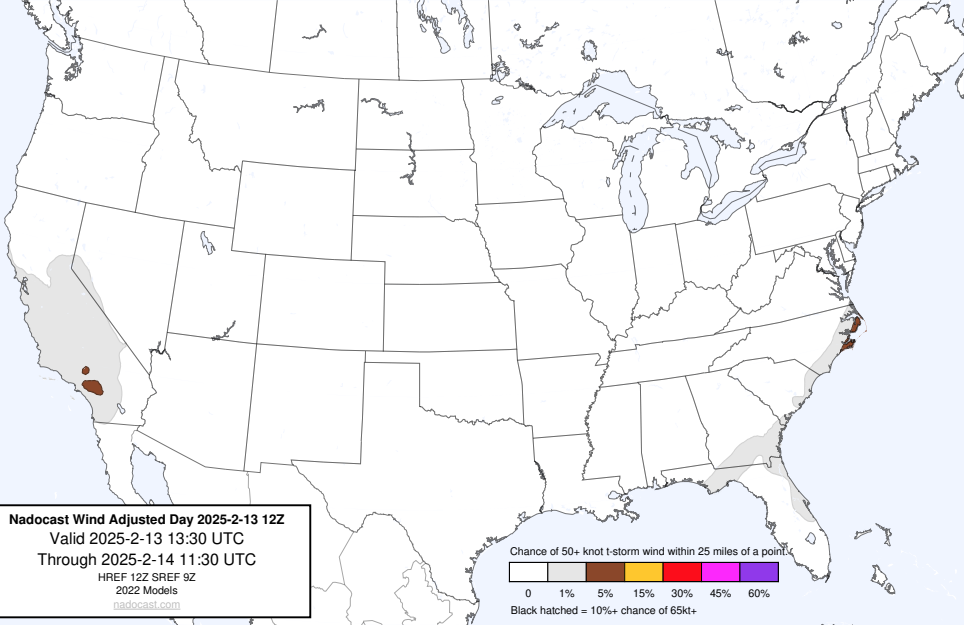 Nadocast Wind Adjusted Day 2025-2-13 12Z
Valid 2025-2-13 13:30 UTC
Through 2025-2-14 11:30 UTC
HREF 12Z SREF 9Z
2022 Models
nadocast.com
Chance of 50+ knot t-storm wind within 25 miles of a point.
0 1% 5% 15% 30% 45% 60%
Black hatched = 10%+ chance of 65kt+